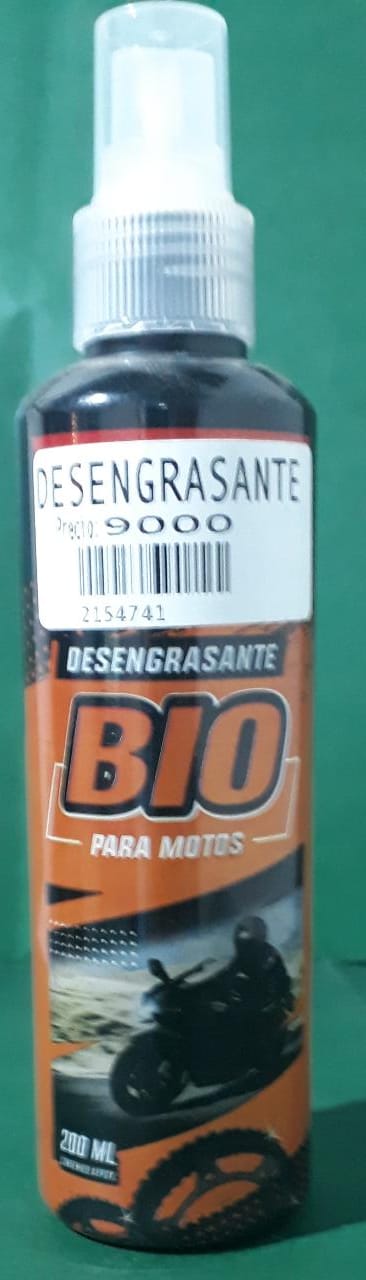 DESENGRASANTE
Precio. 9000
2154741
DESENGRASANTE
BIO
PARA MOTOS
200 ML